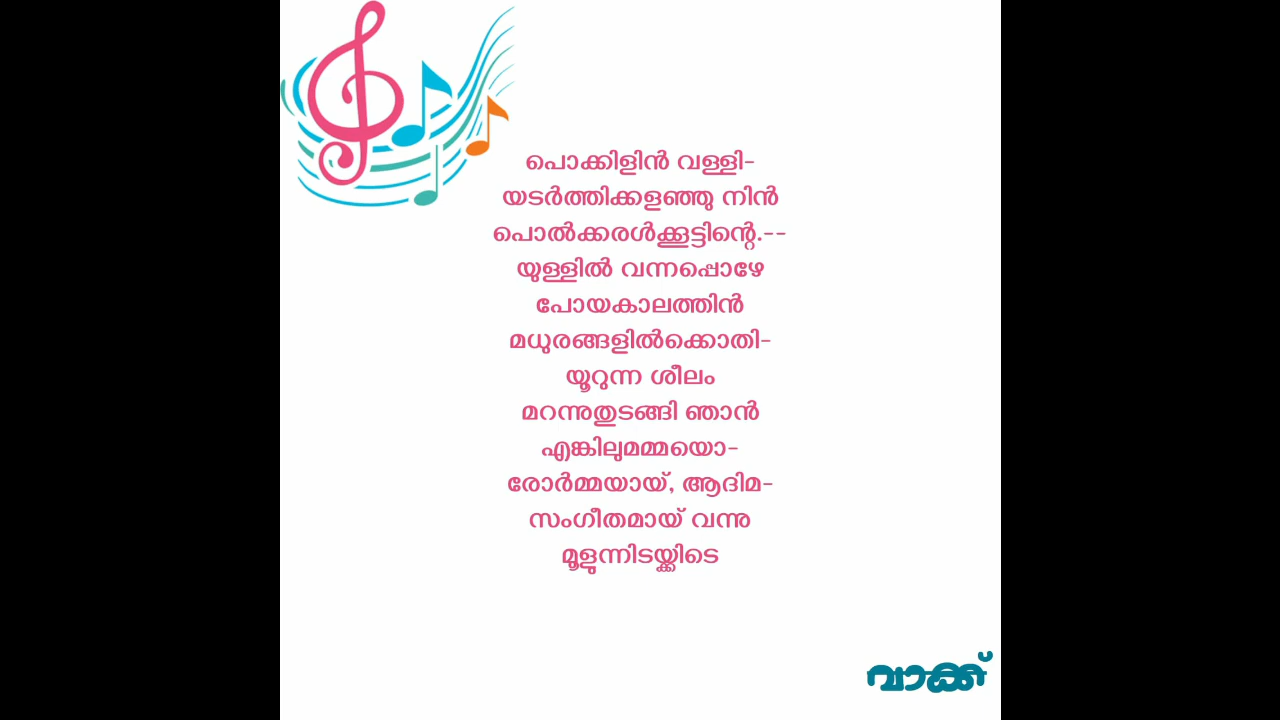 പൊക്കിളിൻ വള്ളി-
യടർത്തിക്കളഞ്ഞു നിൻ
പൊൽക്കരൾക്കൂട്ടിന്റെ.--
യുള്ളിൽ വന്നപ്പൊഴേ
പോയകാലത്തിൻ
മധുരങ്ങളിൽക്കൊതി-
യൂറുന്ന ശീലം
മറന്നുതുടങ്ങി ഞാൻ
എങ്കിലുമമ്മയൊ-
രോർമ്മയായ്, ആദിമ-
സംഗീതമായ് വന്നു
മൂളുന്നിടയ്ക്കിടെ
വാക്ക്